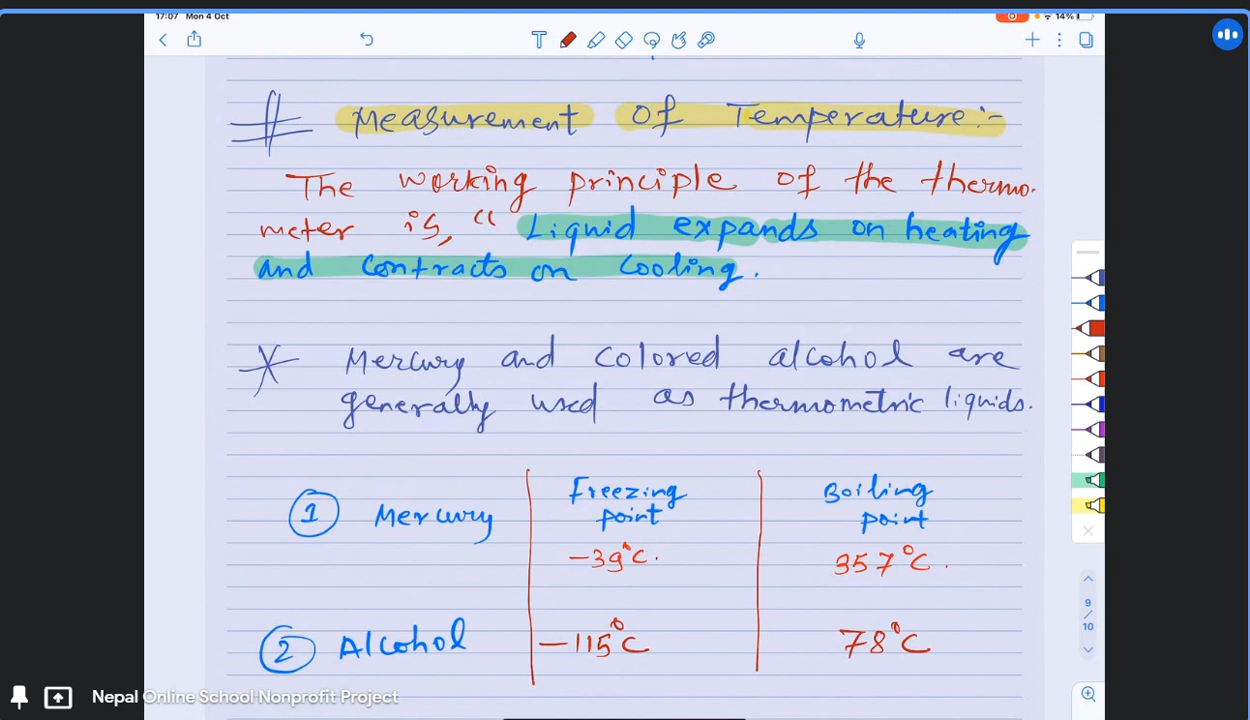 17:07 Mon 4 Oct
14%
# Measurement of Temperature:-
The working principle of the thermo-
meter is, “ Liquid expands on heating
and contracts on cooling.
* Mercury and colored alcohol are
generally used as thermometric liquids.
Freezing point
Boiling point
1 Mercury
-39°C.
357°C.
2 Alcohol
-115°C
78°C
9
/
10
Nepal Online School Nonprofit Project